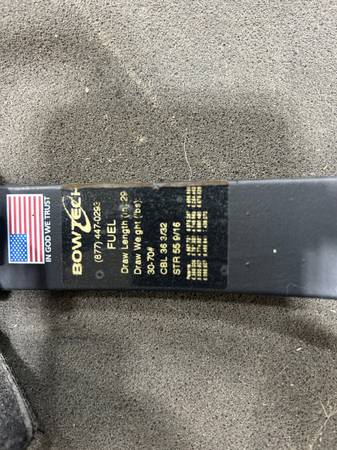 IN GOD WE TRUST
BOWTECH
(877) 447-0293
FUEL
Draw Length (in) 29
Draw Weight (lbs)
30-70#
CBL 36 3/32
STR 55 9/16